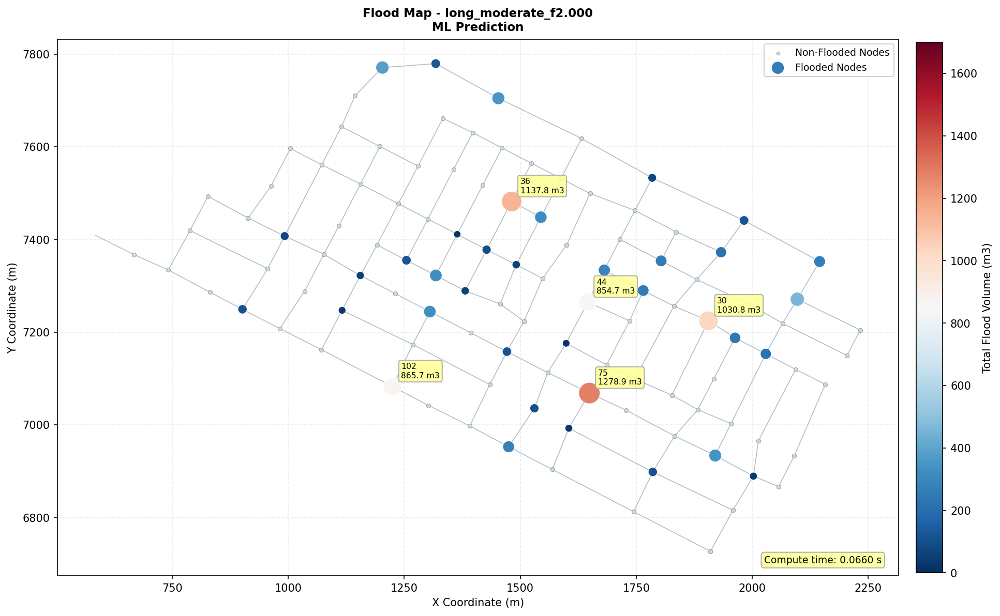 Flood Map - long_moderate_f2.000
ML Prediction
Non-Flooded Nodes
Flooded Nodes
7800
7600
7400
7200
7000
6800
Y Coordinate (m)
36
1137.8 m3
44
854.7 m3
30
1030.8 m3
102
865.7 m3
75
1278.9 m3
Compute time: 0.0660 s
750
1000
1250
1500
1750
2000
2250
X Coordinate (m)
1600
1400
1200
1000
800
600
400
200
0
Total Flood Volume (m3)